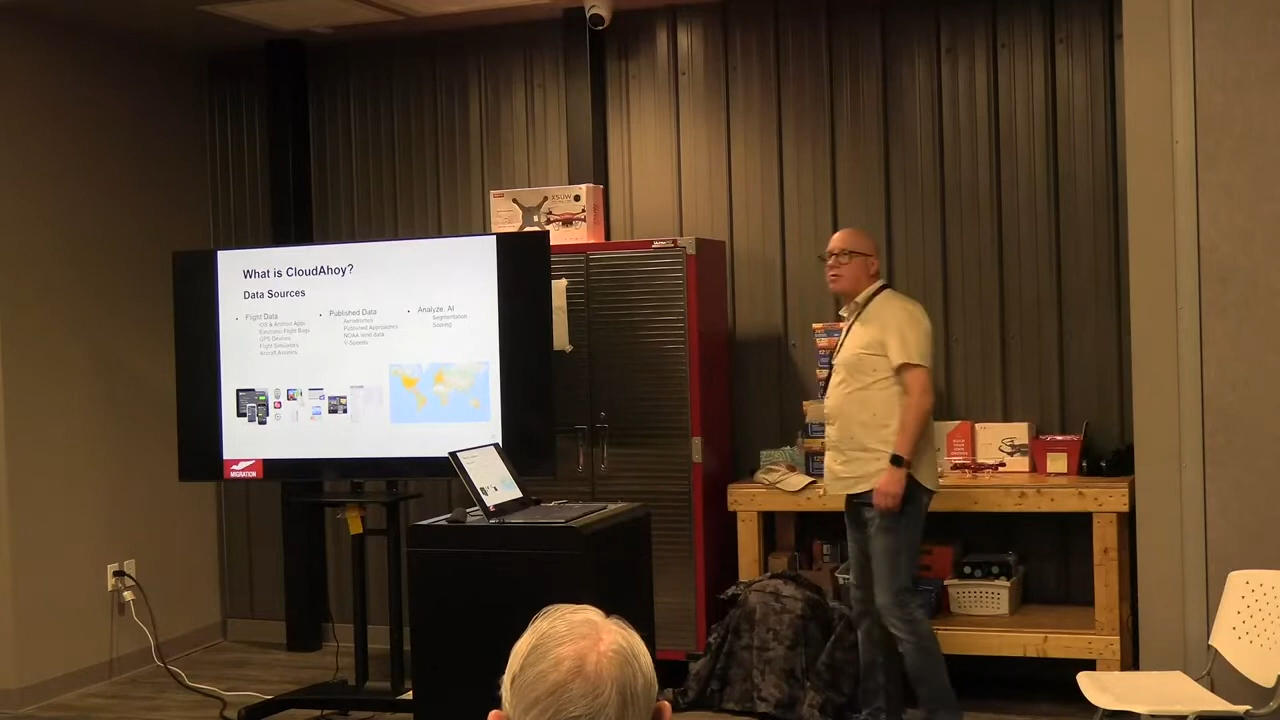 What is CloudAhoy?
Data Sources
• Flight Data
iOS & Android Apps
Electronic Flight Bags
GPS Devices
Flight Simulators
Aircraft Avionics
• Published Data
Aerodromes
Published Approaches
NOAA wind data
V-Speeds
• Analyze. AI
Segmentation
Scoring
MIGRATION
X5UW